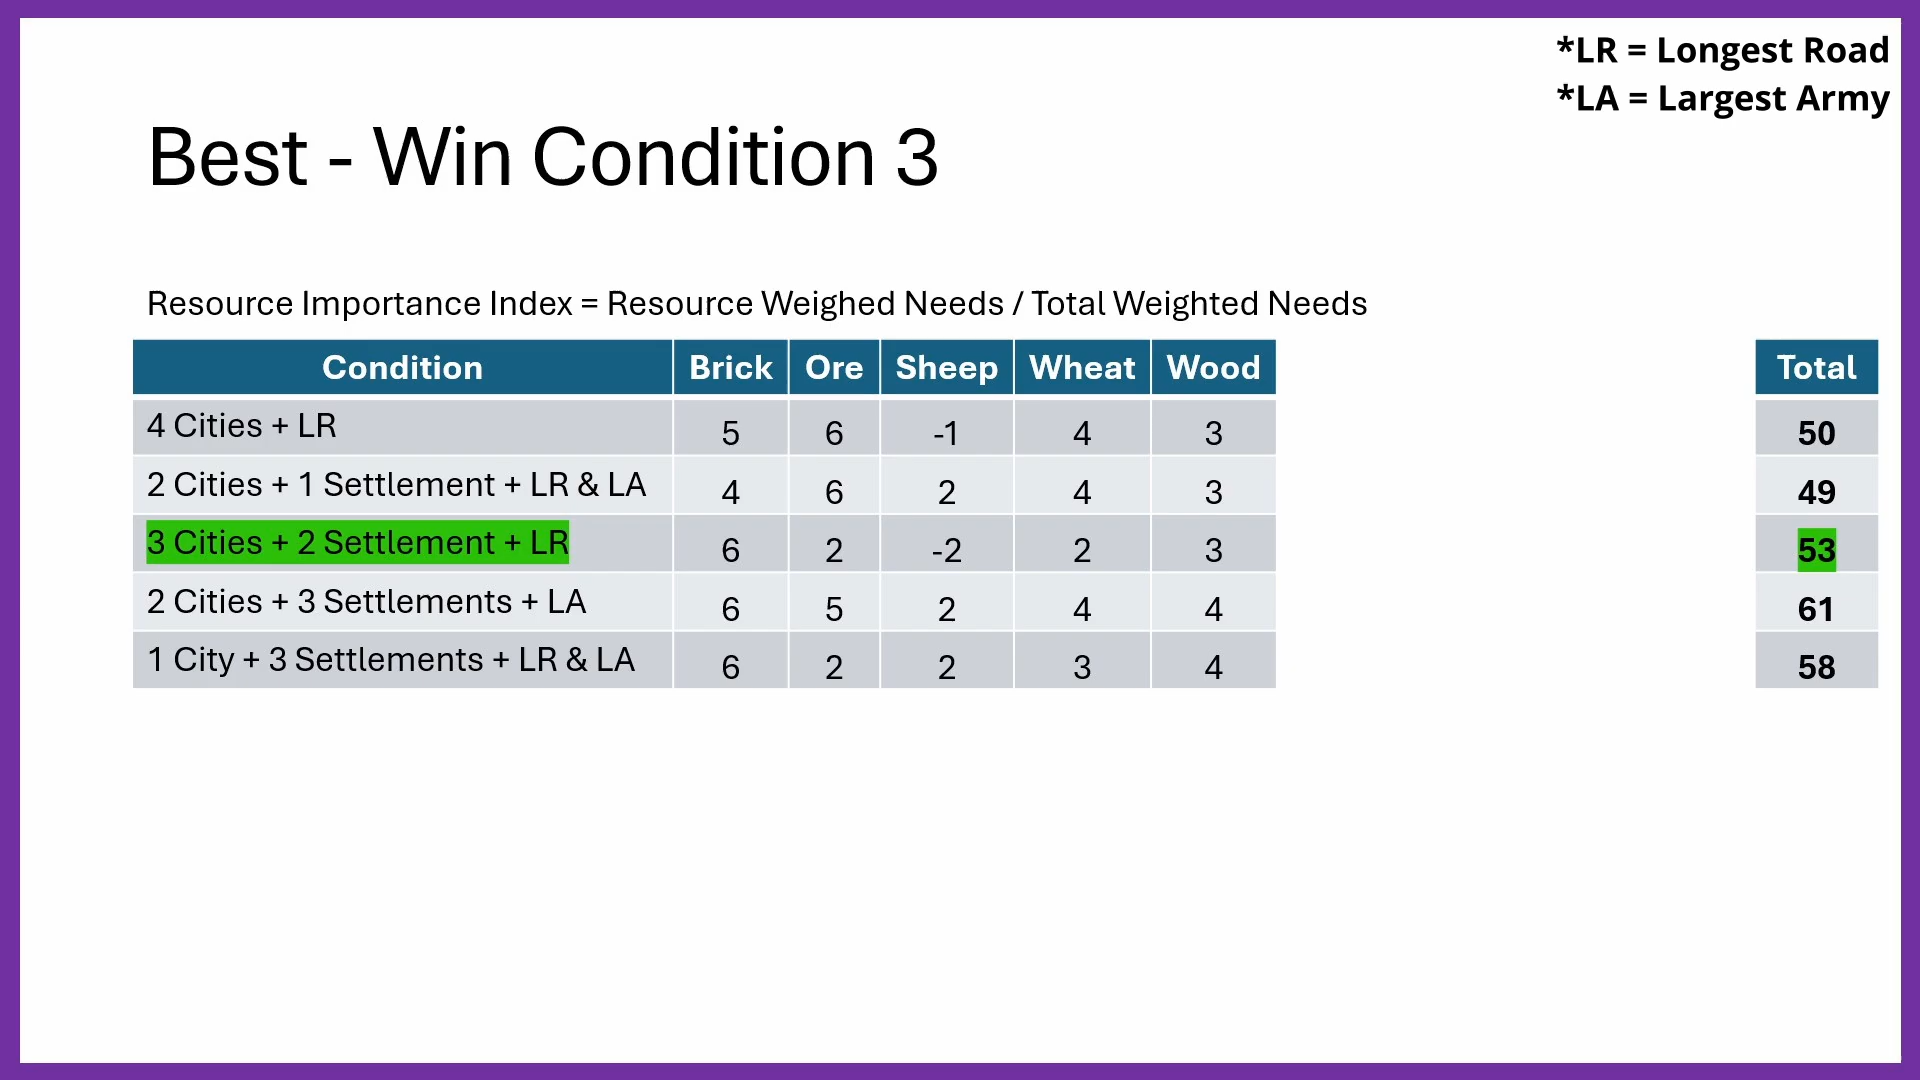 *LR = Longest Road
*LA = Largest Army
Best - Win Condition 3
Resource Importance Index = Resource Weighed Needs / Total Weighted Needs
Condition Brick Ore Sheep Wheat Wood Total
4 Cities + LR 5 6 -1 4 3 50
2 Cities + 1 Settlement + LR & LA 4 6 2 4 3 49
3 Cities + 2 Settlement + LR 6 2 -2 2 3 53
2 Cities + 3 Settlements + LA 6 5 2 4 4 61
1 City + 3 Settlements + LR & LA 6 2 2 3 4 58